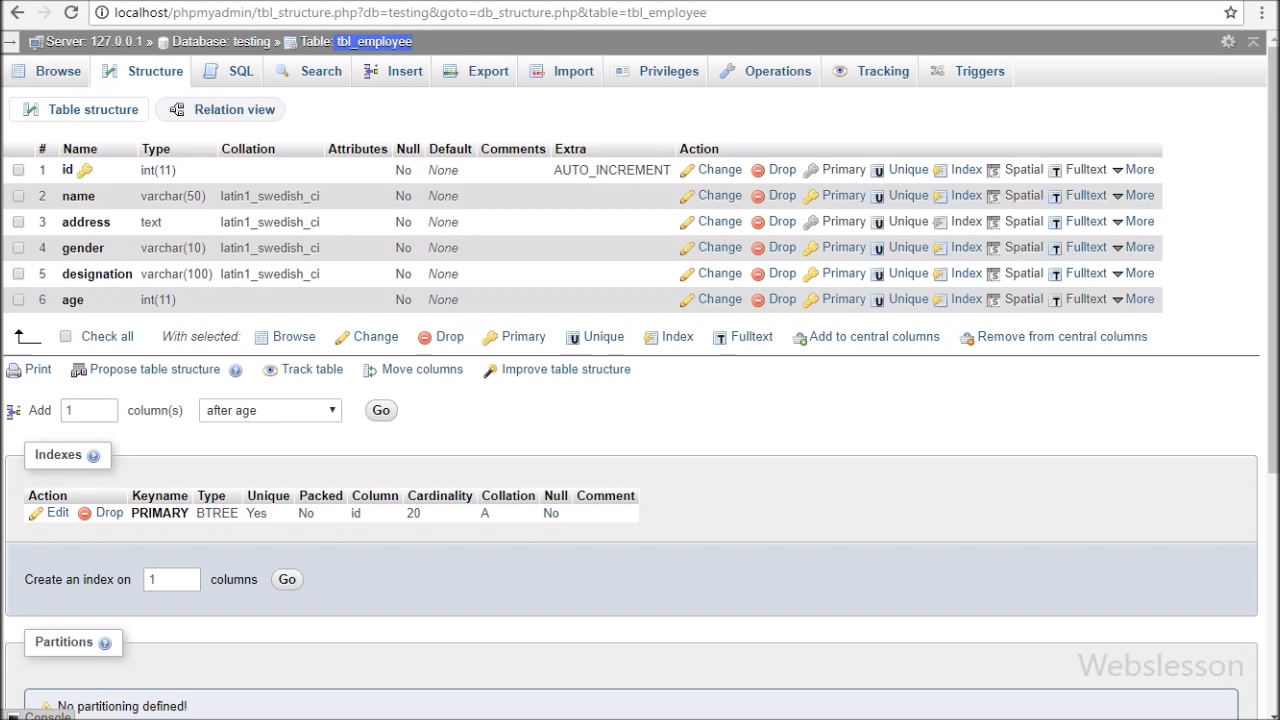 localhost/phpmyadmin/tbl_structure.php?db=testing&goto=db_structure.php&table=tbl_employee
Server: 127.0.0.1 » Database: testing » Table: tbl_employee
Browse Structure SQL Search Insert Export Import Privileges Operations Tracking Triggers
Table structure Relation view
# Name Type Collation Attributes Null Default Comments Extra Action
1 id int(11) No None AUTO_INCREMENT Change Drop Primary Unique Index Spatial Fulltext More
2 name varchar(50) latin1_swedish_ci No None Change Drop Primary Unique Index Spatial Fulltext More
3 address text latin1_swedish_ci No None Change Drop Primary Unique Index Spatial Fulltext More
4 gender varchar(10) latin1_swedish_ci No None Change Drop Primary Unique Index Spatial Fulltext More
5 designation varchar(100) latin1_swedish_ci No None Change Drop Primary Unique Index Spatial Fulltext More
6 age int(11) No None Change Drop Primary Unique Index Spatial Fulltext More
Check all With selected: Browse Change Drop Primary Unique Index Fulltext Add to central columns Remove from central columns
Print Propose table structure Track table Move columns Improve table structure
Add 1 column(s) after age Go
Indexes
Action Keyname Type Unique Packed Column Cardinality Collation Null Comment
Edit Drop PRIMARY BTREE Yes No id 20 A No
Create an index on 1 columns Go
Partitions
Webslesson
No partitioning defined!
Console